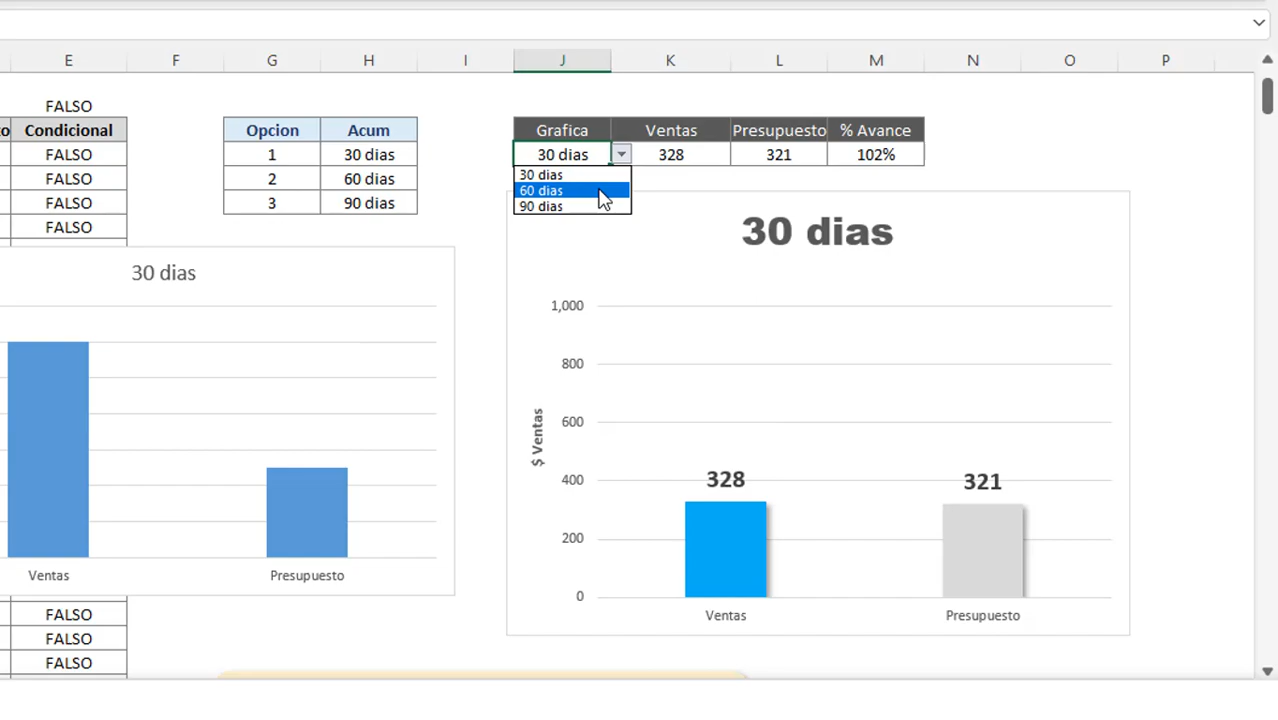 E F G H I J K L M N O P
FALSO
to Condicional Opcion Acum Grafica Ventas Presupuesto % Avance
FALSO 1 30 dias 30 dias 328 321 102%
30 dias
FALSO 2 60 dias 60 dias
FALSO 3 90 dias 90 dias
FALSO
30 dias
30 dias
1,000
800
600
400
200
0
$ Ventas
328
321
Ventas Presupuesto
Ventas Presupuesto
FALSO
FALSO
FALSO